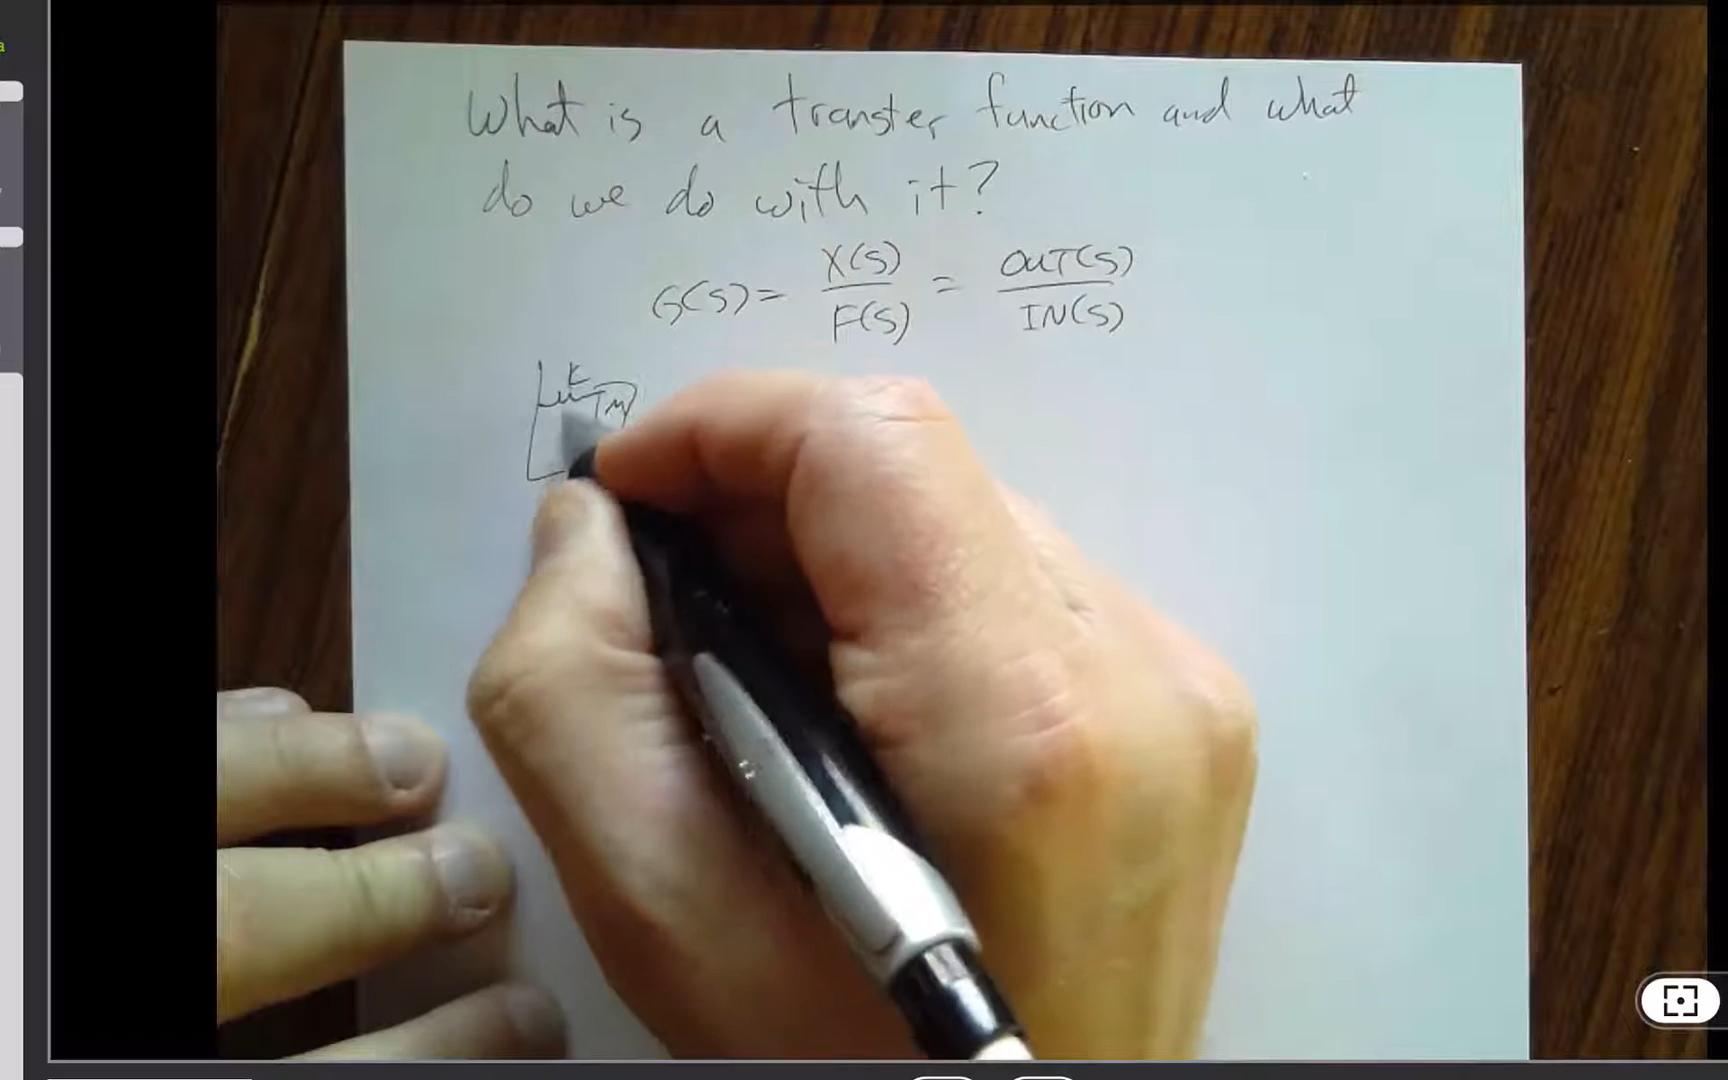 What is a transfer function and what
do we do with it?
G(s) = X(s) / F(s) = OUT(s) / IN(s)
k
M